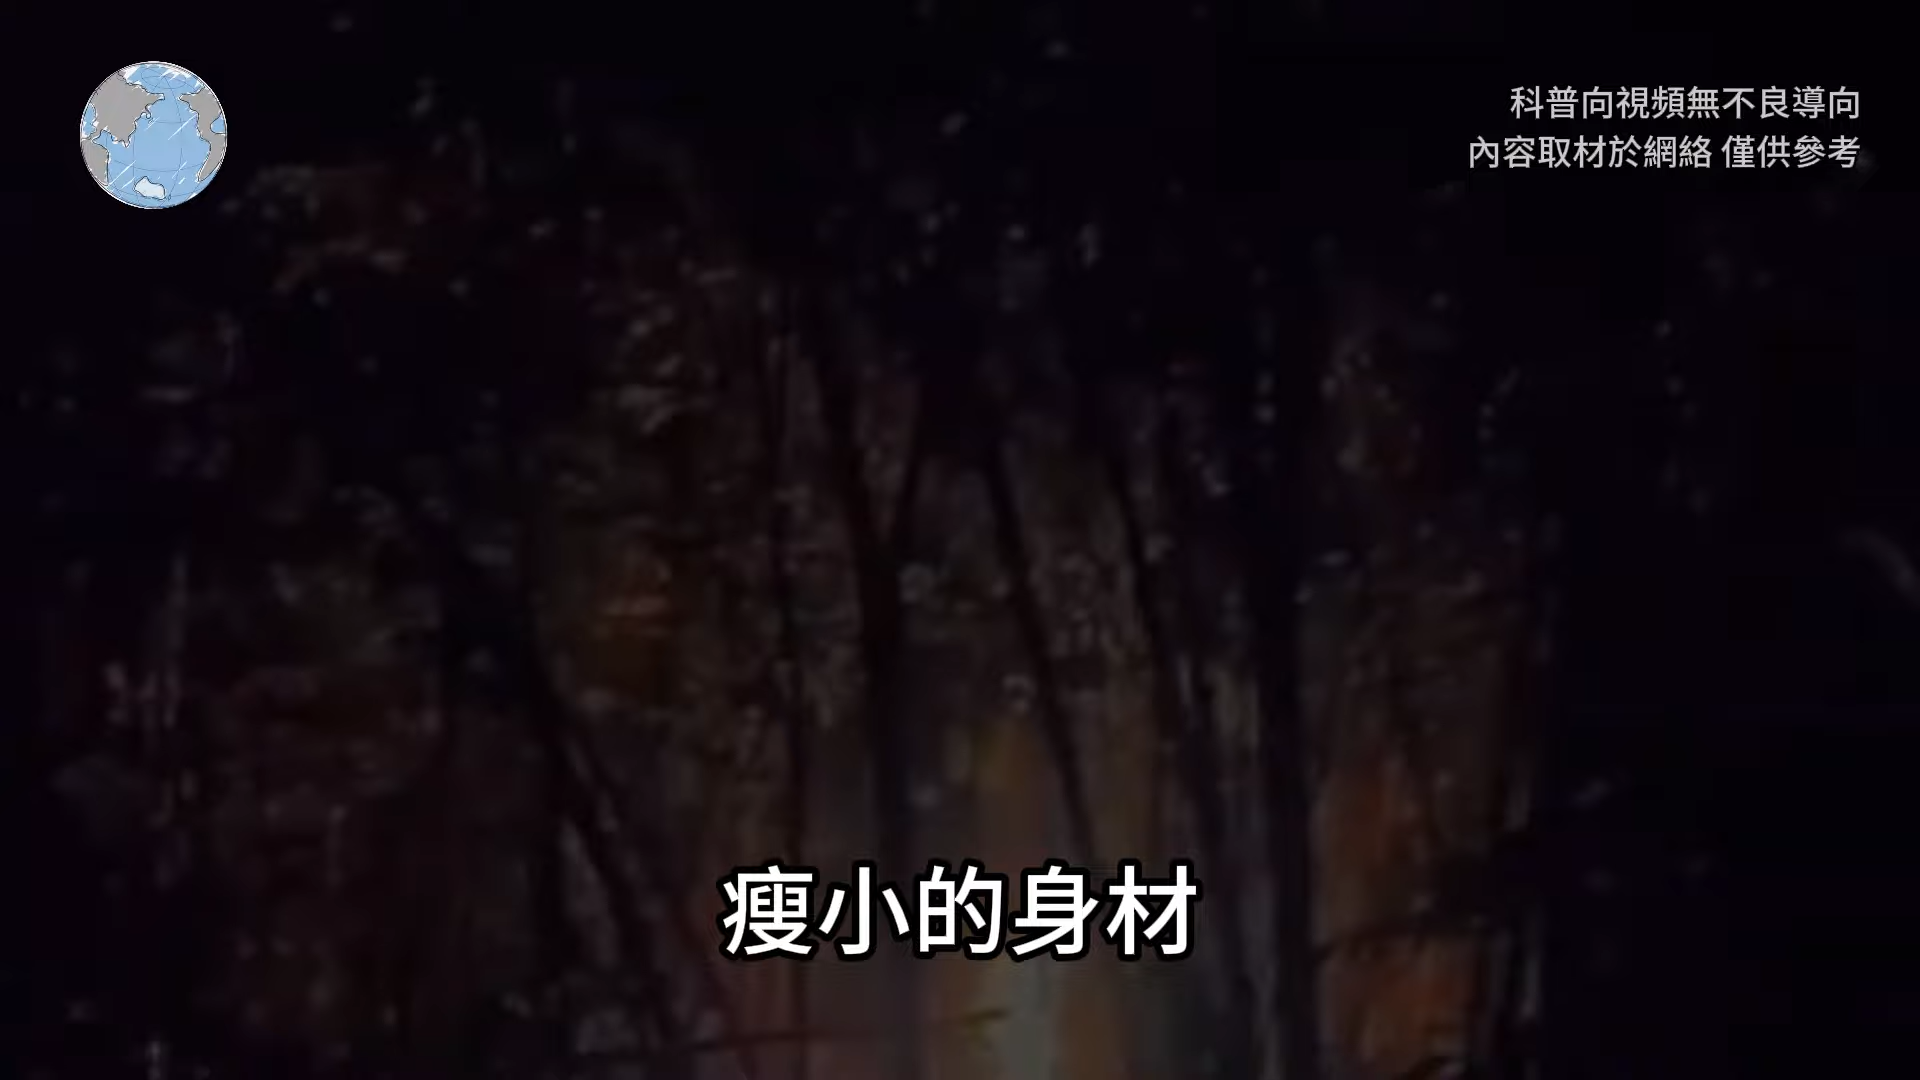 科普向視頻無不良導向
內容取材於網絡 僅供參考
瘦小的身材